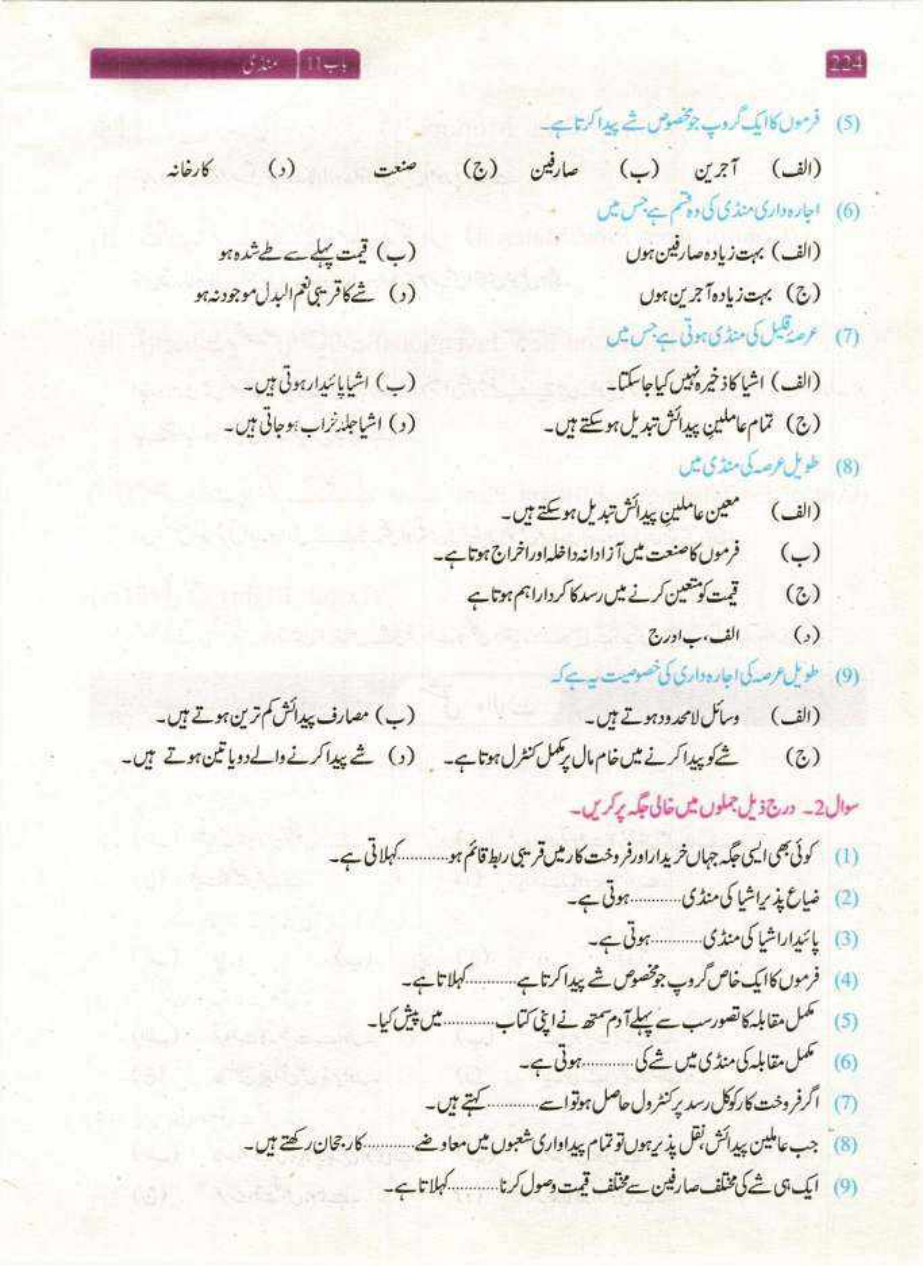 224
باب 11 منڈی
(5) فرموں کا ایک گروپ جو مخصوص شے پیدا کرتا ہے۔
(الف) آجرین (ب) صارفین (ج) صنعت (د) کارخانہ
(6) اجارہ داری منڈی کی وہ قسم ہے جس میں
(الف) بہت زیادہ صارفین ہوں (ب) قیمت پہلے سے طے شدہ ہو
(ج) بہت زیادہ آجرین ہوں (د) شے کا قریبی نعم البدل موجود نہ ہو
(7) عرصۂ قلیل کی منڈی ہوتی ہے جس میں
(الف) اشیا کا ذخیرہ نہیں کیا جا سکتا۔ (ب) اشیا پائیدار ہوتی ہیں۔
(ج) تمام عاملینِ پیدائش تبدیل ہو سکتے ہیں۔ (د) اشیا جلد خراب ہو جاتی ہیں۔
(8) طویل عرصہ کی منڈی میں
(الف) معین عاملینِ پیدائش تبدیل ہو سکتے ہیں۔
(ب) فرموں کا صنعت میں آزادانہ داخلہ اور اخراج ہوتا ہے۔
(ج) قیمت کو متعین کرنے میں رسد کا کردار اہم ہوتا ہے
(د) الف، ب اور ج
(9) طویل عرصہ کی اجارہ داری کی خصوصیت یہ ہے کہ
(الف) وسائل لامحدود ہوتے ہیں۔ (ب) مصارف پیدائش کم ترین ہوتے ہیں۔
(ج) شے کو پیدا کرنے میں خام مال پر مکمل کنٹرل ہوتا ہے۔ (د) شے پیدا کرنے والے دو یا تین ہوتے ہیں۔
سوال 2۔ درج ذیل جملوں میں خالی جگہ پر کریں۔
(1) کوئی بھی ایسی جگہ جہاں خریدار اور فروخت کار میں قریبی ربط قائم ہو...........کہلاتی ہے۔
(2) ضیاع پذیر اشیا کی منڈی...........ہوتی ہے۔
(3) پائیدار اشیا کی منڈی...........ہوتی ہے۔
(4) فرموں کا ایک خاص گروپ جو مخصوص شے پیدا کرتا ہے...........کہلاتا ہے۔
(5) مکمل مقابلہ کا تصور سب سے پہلے آدم سمتھ نے اپنی کتاب...........میں پیش کیا۔
(6) مکمل مقابلہ کی منڈی میں شے کی...........ہوتی ہے۔
(7) اگر فروخت کار کو کل رسد پر کنٹرول حاصل ہو تو اسے...........کہتے ہیں۔
(8) جب عاملین پیدائش، نقل پذیر ہوں تو تمام پیداواری شعبوں میں معاوضے...........کا رجحان رکھتے ہیں۔
(9) ایک ہی شے کی مختلف صارفین سے مختلف قیمت وصول کرنا...........کہلاتا ہے۔